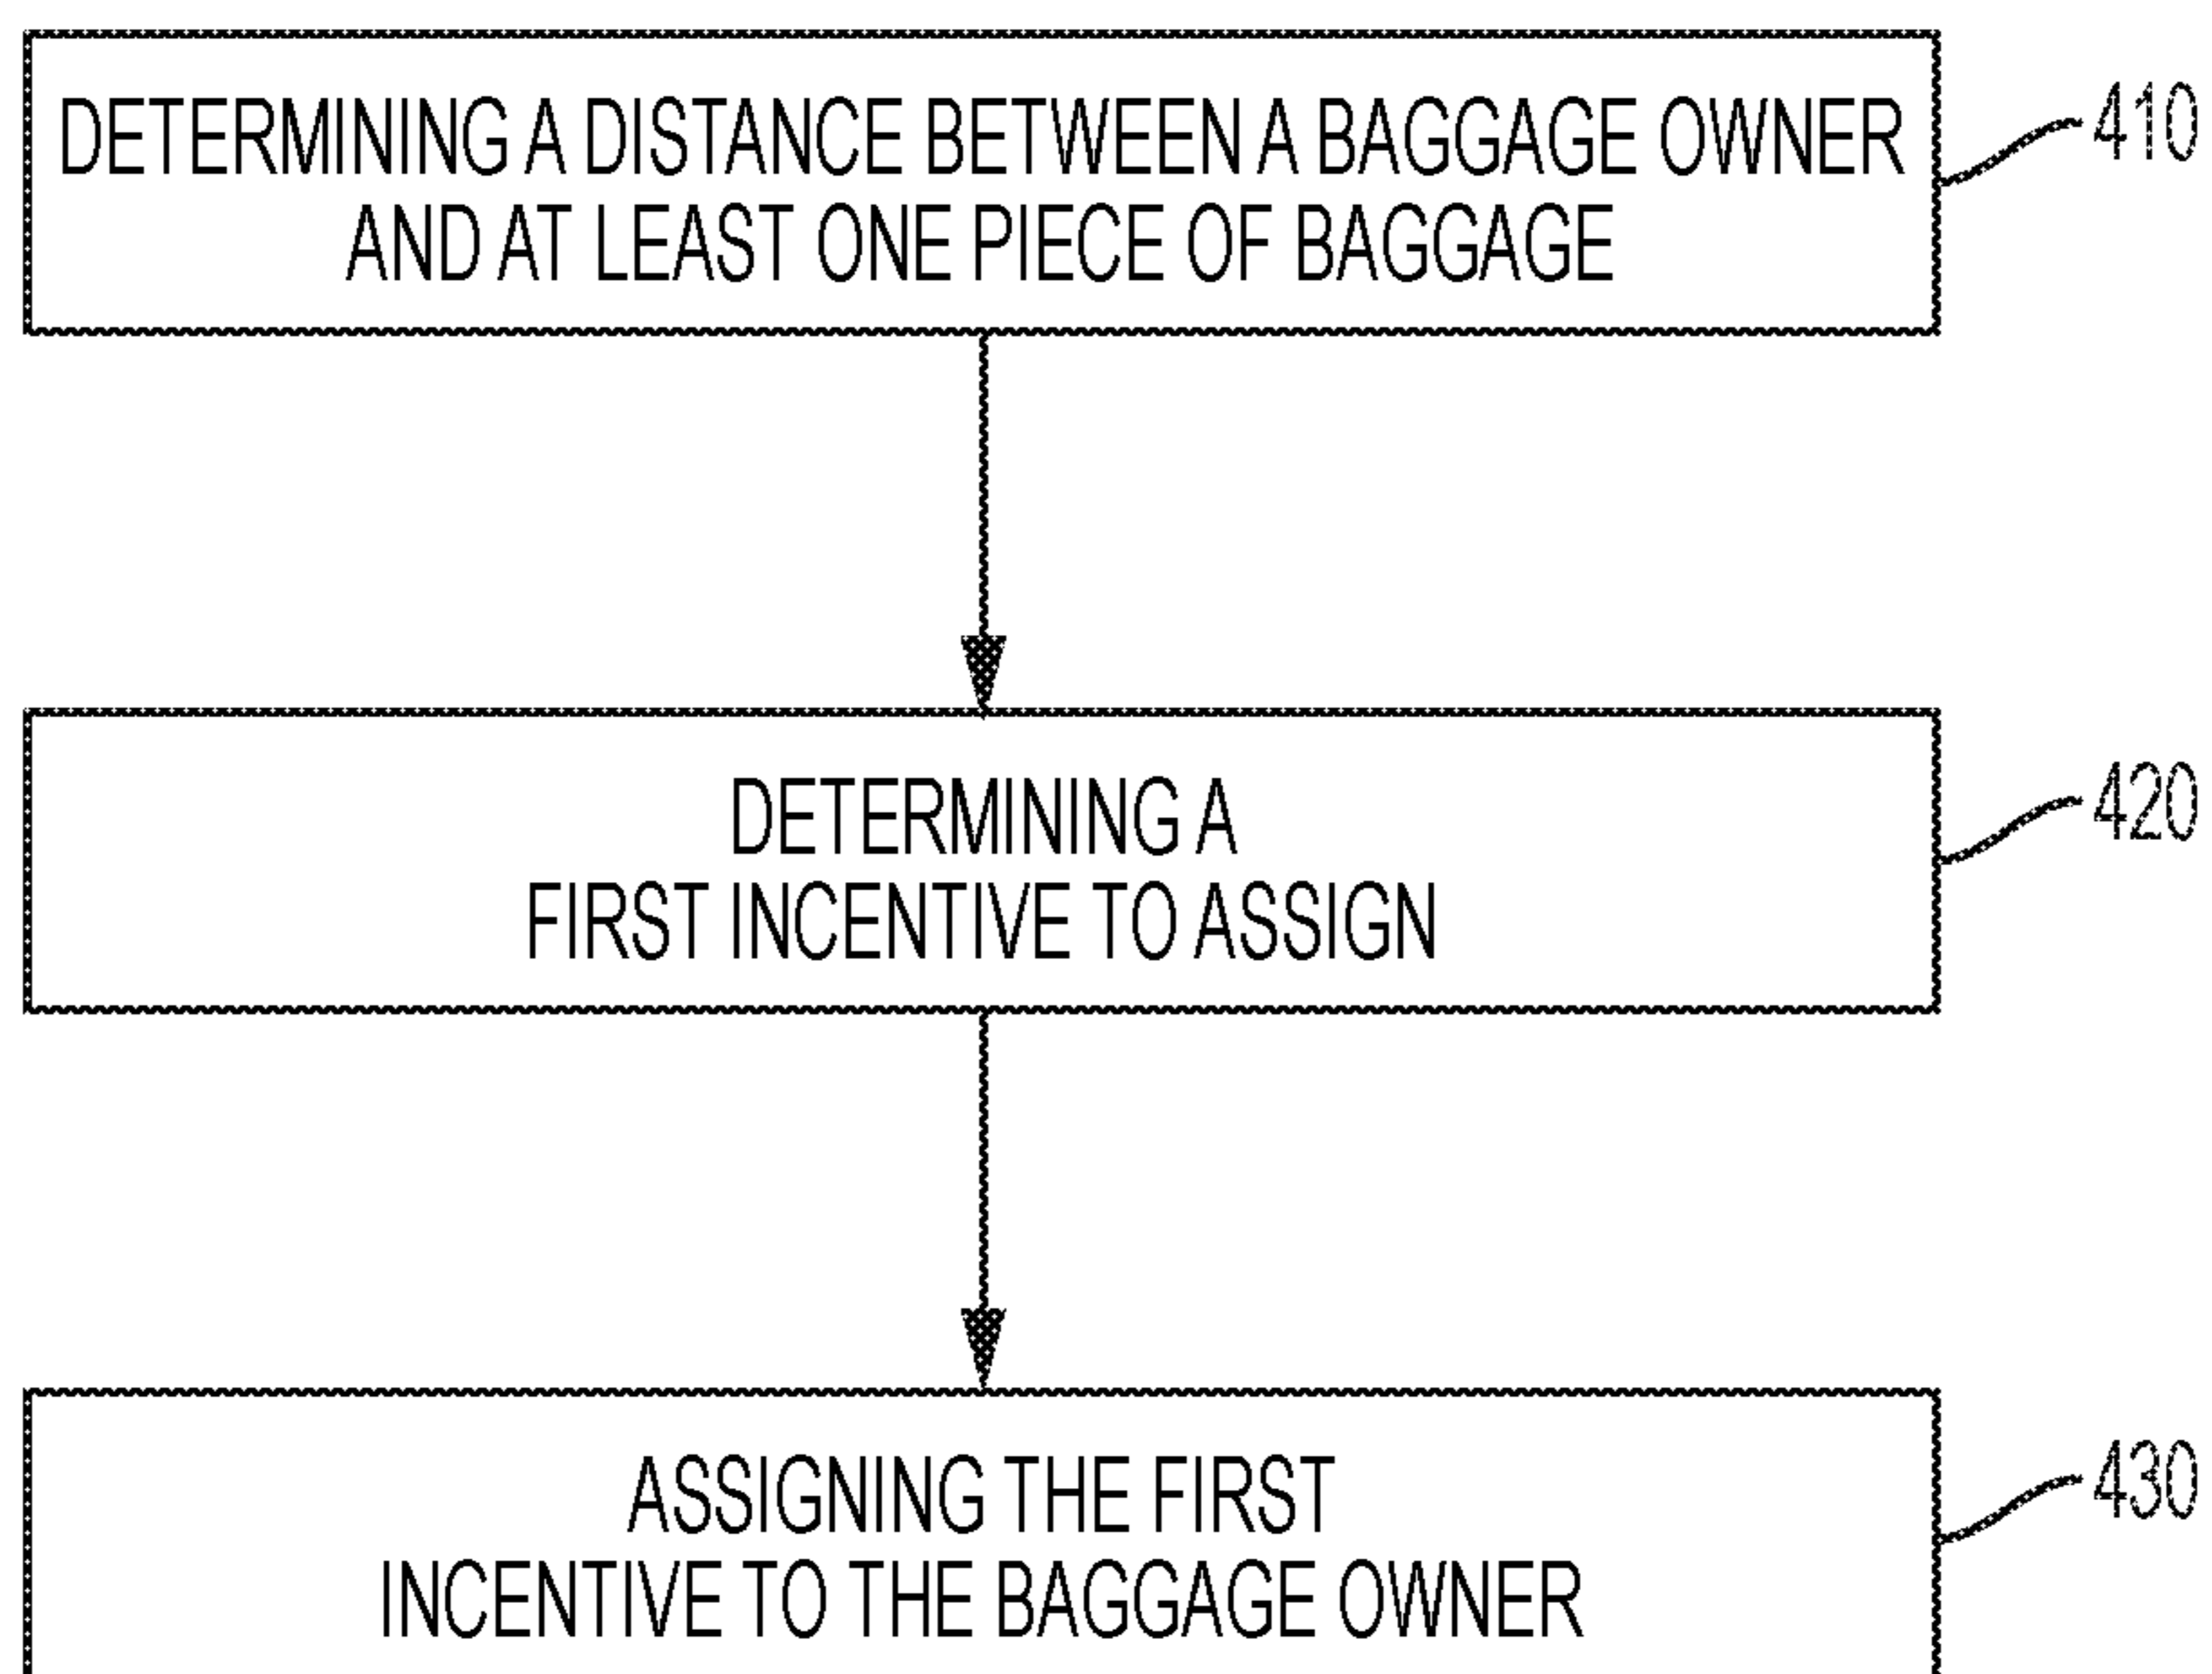 DETERMINING A DISTANCE BETWEEN A BAGGAGE OWNER
AND AT LEAST ONE PIECE OF BAGGAGE
410
DETERMINING A
FIRST INCENTIVE TO ASSIGN
420
ASSIGNING THE FIRST
INCENTIVE TO THE BAGGAGE OWNER
430